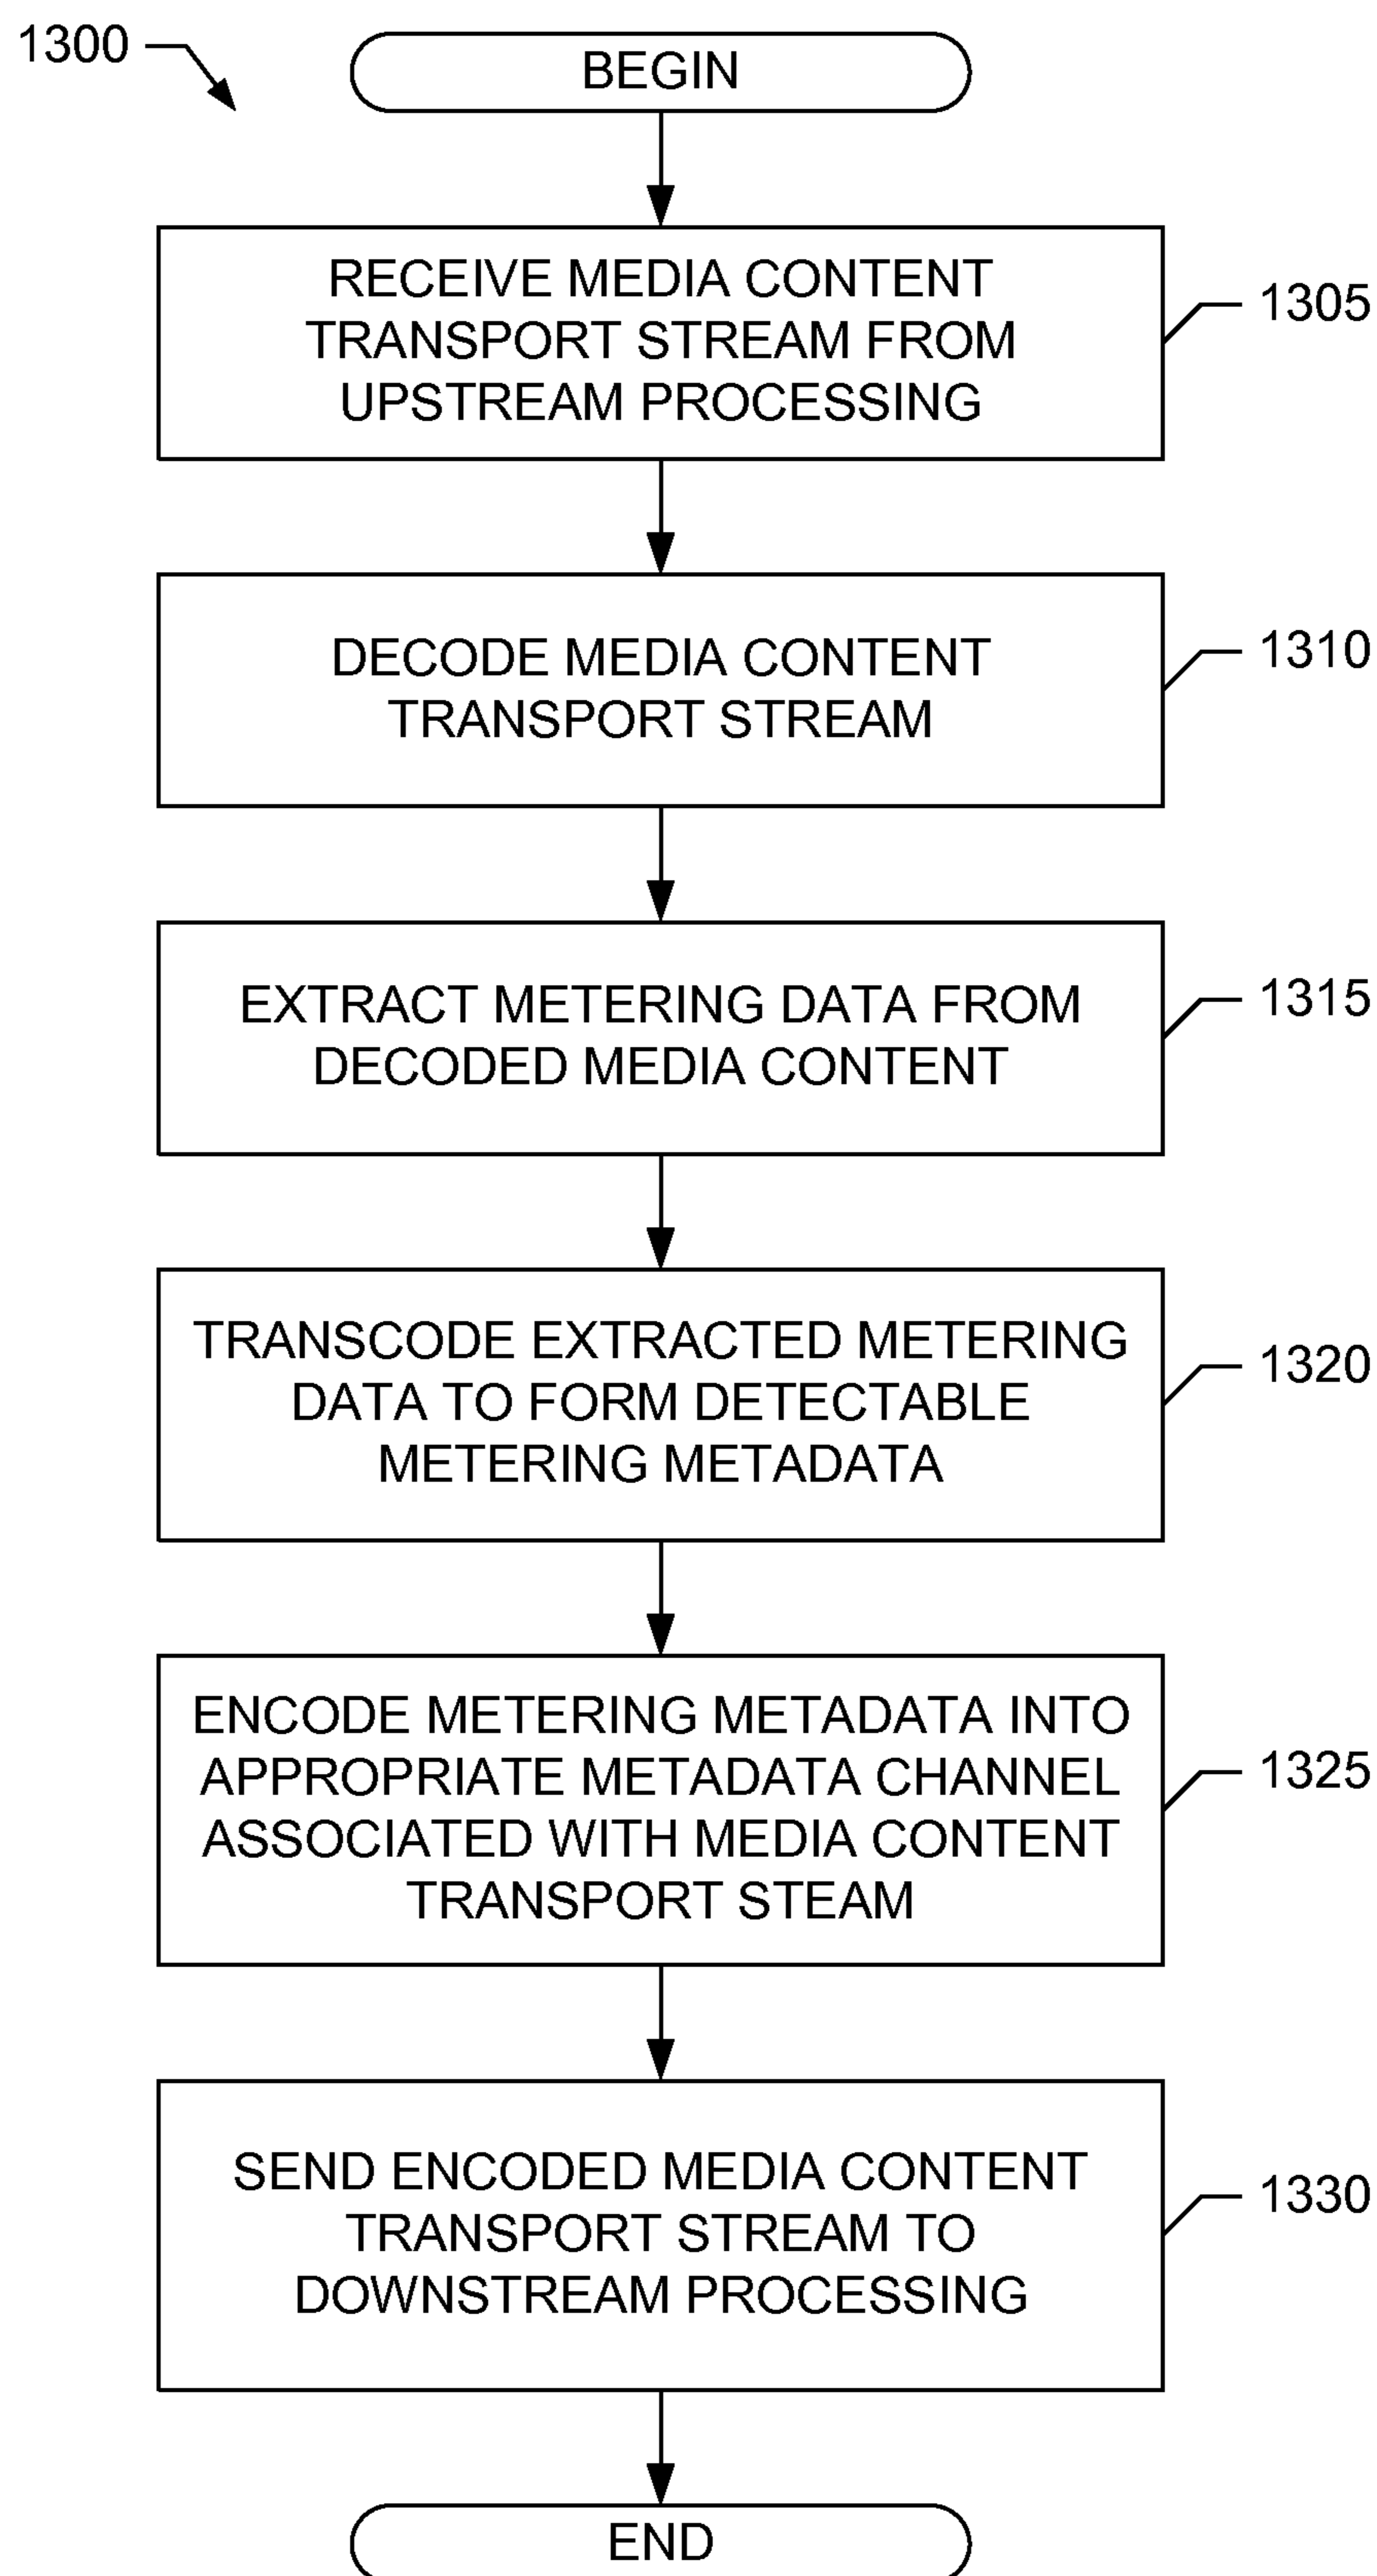 1300
BEGIN
RECEIVE MEDIA CONTENT
TRANSPORT STREAM FROM
UPSTREAM PROCESSING
1305
DECODE MEDIA CONTENT
TRANSPORT STREAM
1310
EXTRACT METERING DATA FROM
DECODED MEDIA CONTENT
1315
TRANSCODE EXTRACTED METERING
DATA TO FORM DETECTABLE
METERING METADATA
1320
ENCODE METERING METADATA INTO
APPROPRIATE METADATA CHANNEL
ASSOCIATED WITH MEDIA CONTENT
TRANSPORT STEAM
1325
SEND ENCODED MEDIA CONTENT
TRANSPORT STREAM TO
DOWNSTREAM PROCESSING
1330
END